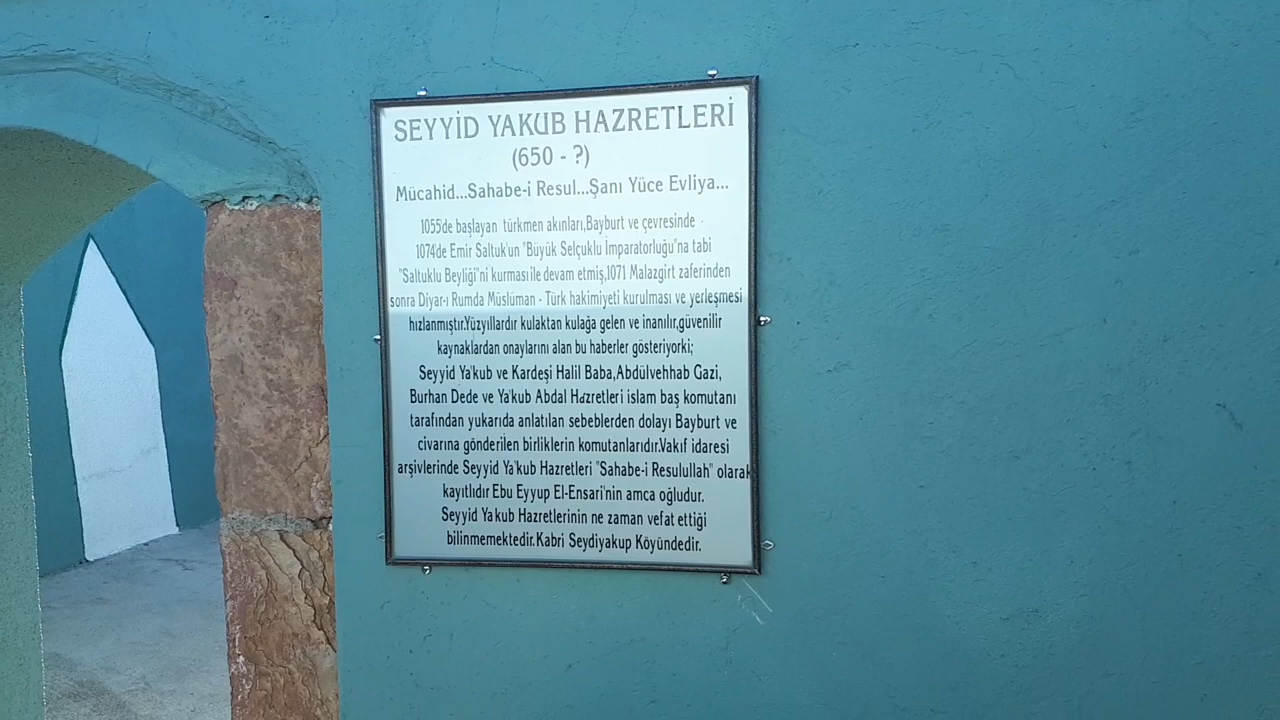 SEYYİD YAKUB HAZRETLERİ
(650 - ?)
Mücahid...Sahabe-i Resul...Şanı Yüce Evliya...
1055'de başlayan türkmen akınları,Bayburt ve çevresinde
1074'de Emir Saltuk'un "Büyük Selçuklu İmparatorluğu"na tabi
"Saltuklu Beyliği"ni kurması ile devam etmiş,1071 Malazgirt zaferinden
sonra Diyar-ı Rumda Müslüman - Türk hakimiyeti kurulması ve yerleşmesi
hızlanmıştır.Yüzyıllardır kulaktan kulağa gelen ve inanılır,güvenilir
kaynaklardan onaylarını alan bu haberler gösteriyorki;
Seyyid Ya'kub ve Kardeşi Halil Baba,Abdülvehhab Gazi,
Burhan Dede ve Ya'kub Abdal Hazretleri islam baş komutanı
tarafından yukarıda anlatılan sebeblerden dolayı Bayburt ve
civarına gönderilen birliklerin komutanlarıdır.Vakıf idaresi
arşivlerinde Seyyid Ya'kub Hazretleri "Sahabe-i Resulullah" olarak
kayıtlıdır Ebu Eyyup El-Ensari'nin amca oğludur.
Seyyid Yakub Hazretlerinin ne zaman vefat ettiği
bilinmemektedir.Kabri Seydiyakup Köyündedir.